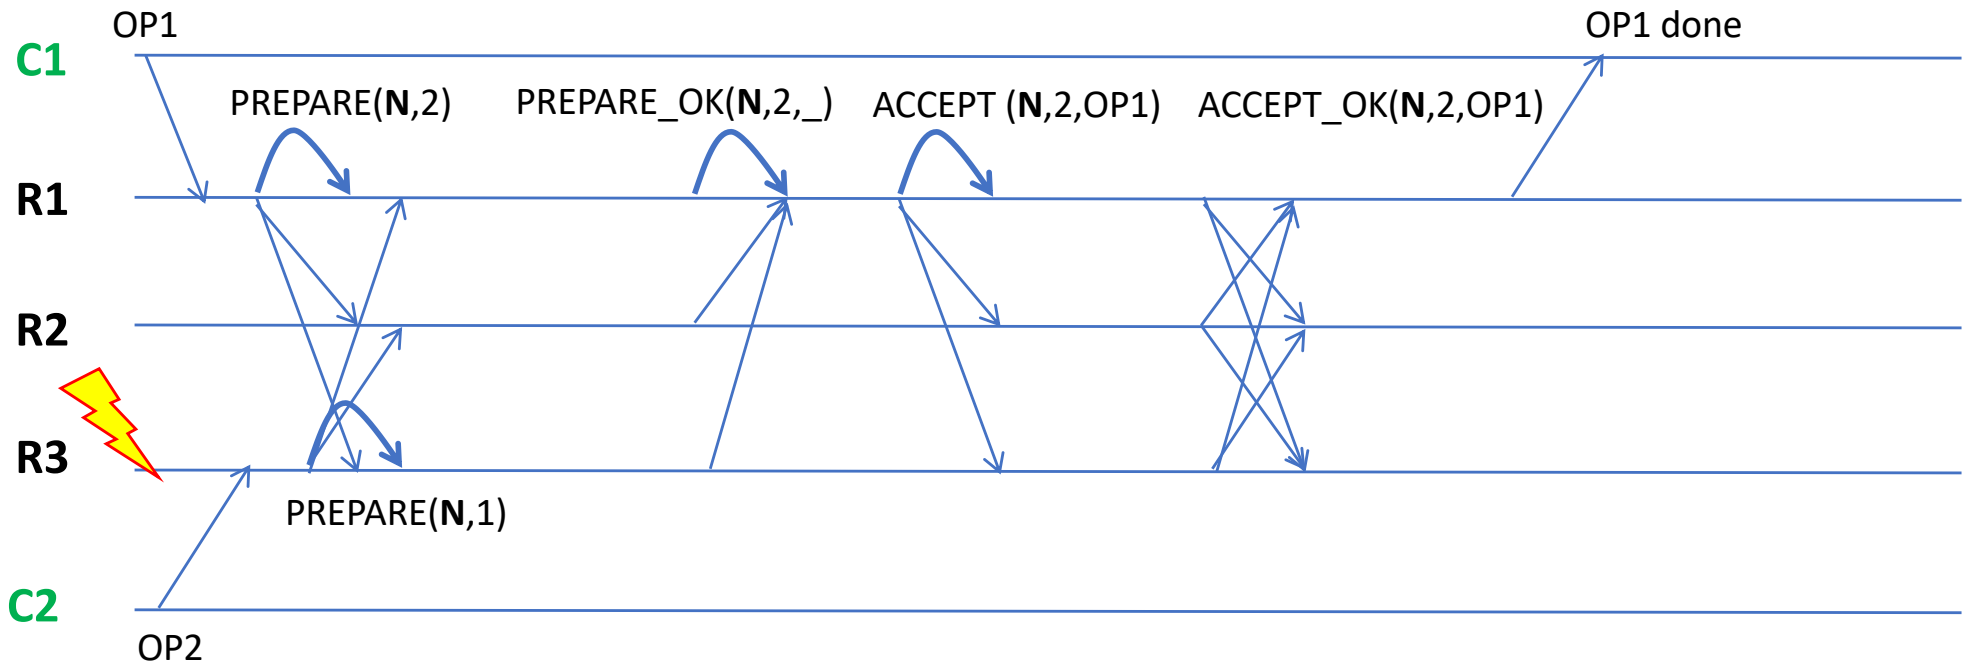 OP1
OP1 done
C1
PREPARE(N,2)
PREPARE_OK(N,2,_)
ACCEPT (N,2,OP1)
ACCEPT_OK(N,2,OP1)
R1
R2
R3
PREPARE(N,1)
C2
OP2